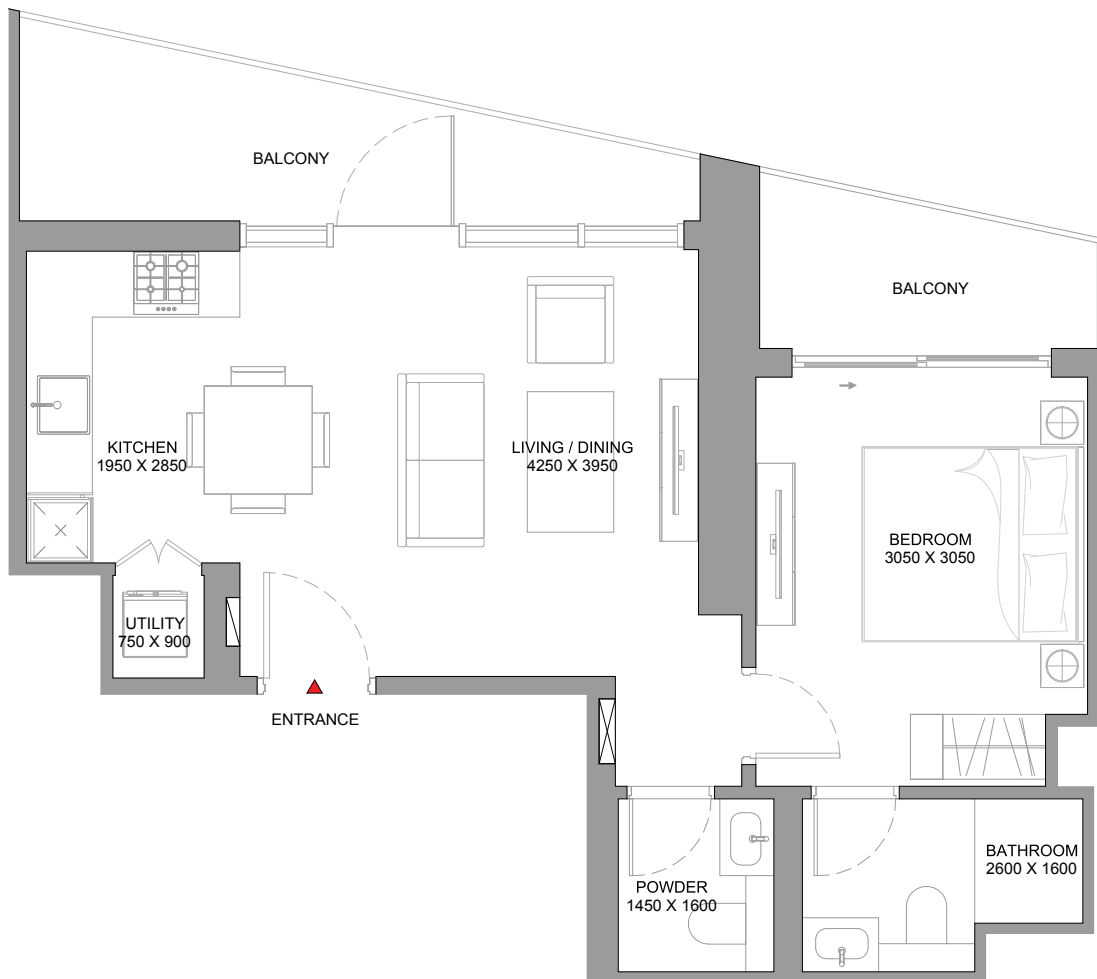 BALCONY
BALCONY
KITCHEN
1950 X 2850
LIVING / DINING
4250 X 3950
BEDROOM
3050 X 3050
UTILITY
750 X 900
ENTRANCE
BATHROOM
2600 X 1600
POWDER
1450 X 1600